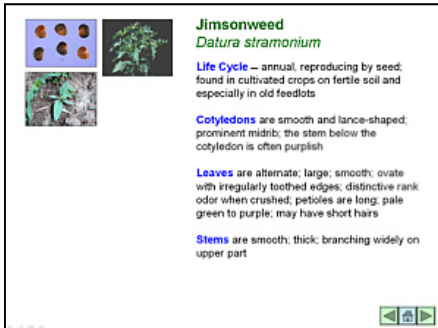 Jimsonweed
Datura stramonium
Life Cycle – annual, reproducing by seed;
found in cultivated crops on fertile soil and
especially in old feedlots
Cotyledons are smooth and lance-shaped;
prominent midrib; the stem below the
cotyledon is often purplish
Leaves are alternate; large; smooth; ovate
with irregularly toothed edges; distinctive rank
odor when crushed; petioles are long; pale
green to purple; may have short hairs
Stems are smooth; thick; branching widely on
upper part